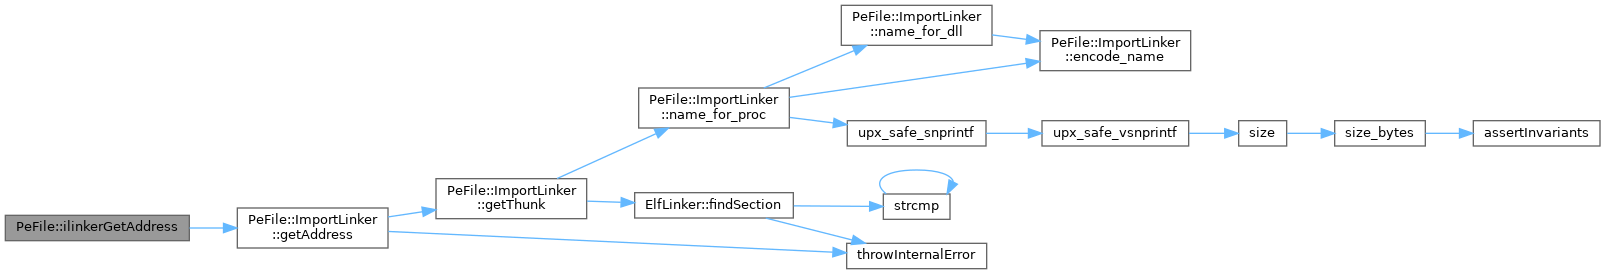 PeFile::ilinkerGetAddress
PeFile::ImportLinker
::getAddress
PeFile::ImportLinker
::getThunk
PeFile::ImportLinker
::name_for_proc
PeFile::ImportLinker
::name_for_dll
PeFile::ImportLinker
::encode_name
upx_safe_snprintf
upx_safe_vsnprintf
size
size_bytes
assertInvariants
ElfLinker::findSection
strcmp
throwInternalError